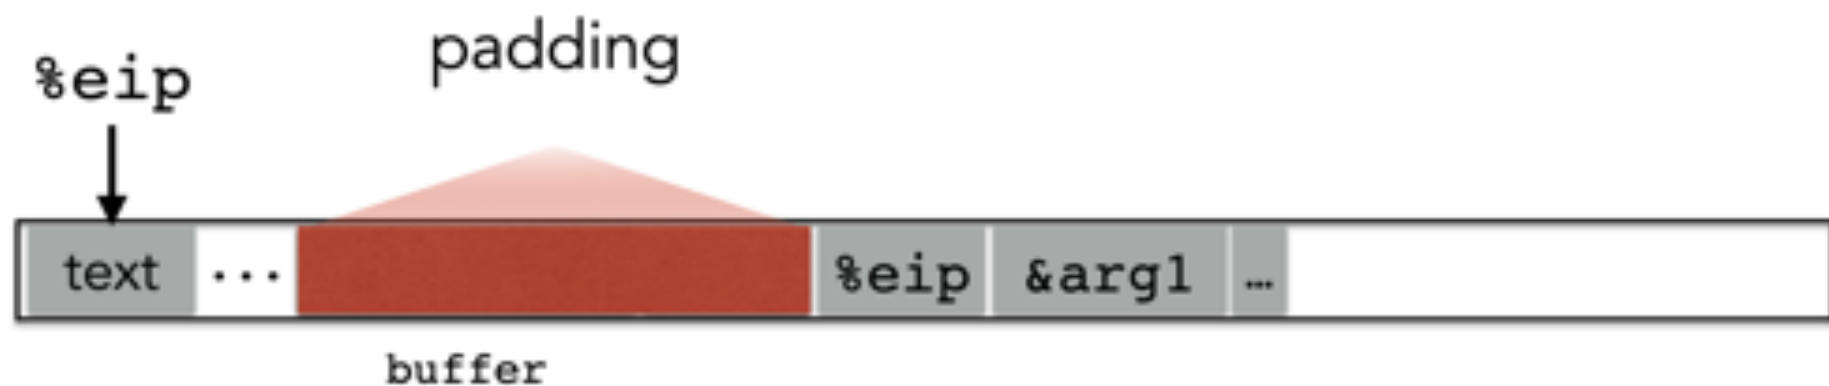 padding
%eip
text ... %eip &arg1 ...
buffer